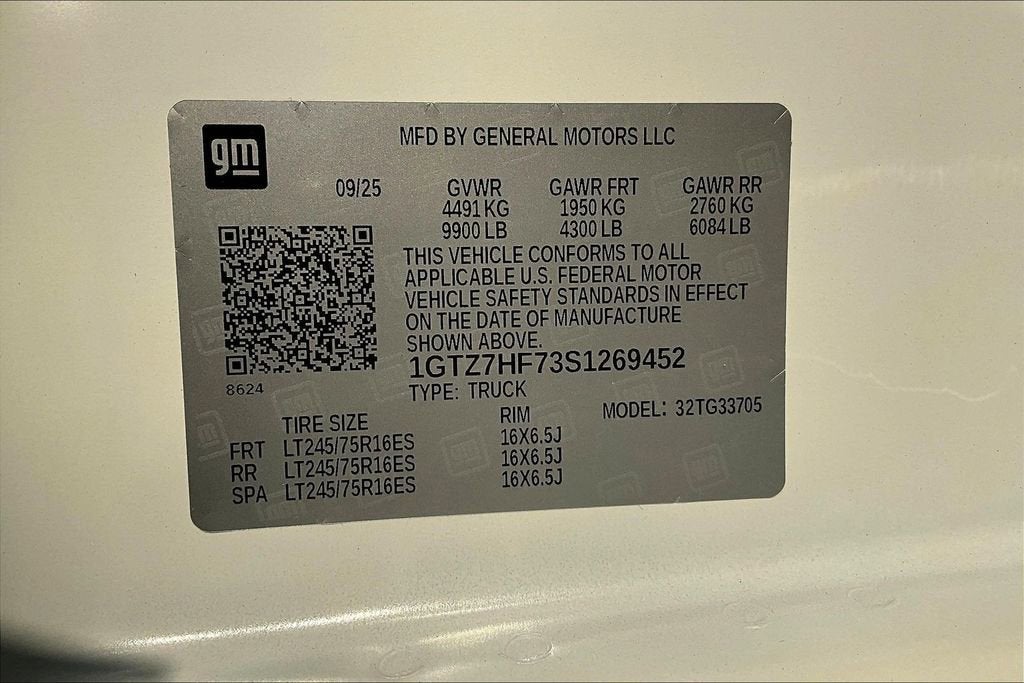 gm
MFD BY GENERAL MOTORS LLC
09/25 GVWR GAWR FRT GAWR RR
4491 KG 1950 KG 2760 KG
9900 LB 4300 LB 6084 LB
THIS VEHICLE CONFORMS TO ALL
APPLICABLE U.S. FEDERAL MOTOR
VEHICLE SAFETY STANDARDS IN EFFECT
ON THE DATE OF MANUFACTURE
SHOWN ABOVE.
1GTZ7HF73S1269452
8624
TYPE: TRUCK
MODEL: 32TG33705
TIRE SIZE RIM
FRT LT245/75R16ES 16X6.5J
RR LT245/75R16ES 16X6.5J
SPA LT245/75R16ES 16X6.5J